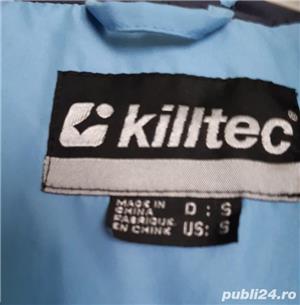 killtec®
MADE IN CHINA D : S
FABRIQUE EN CHINE US: S
publi24.ro